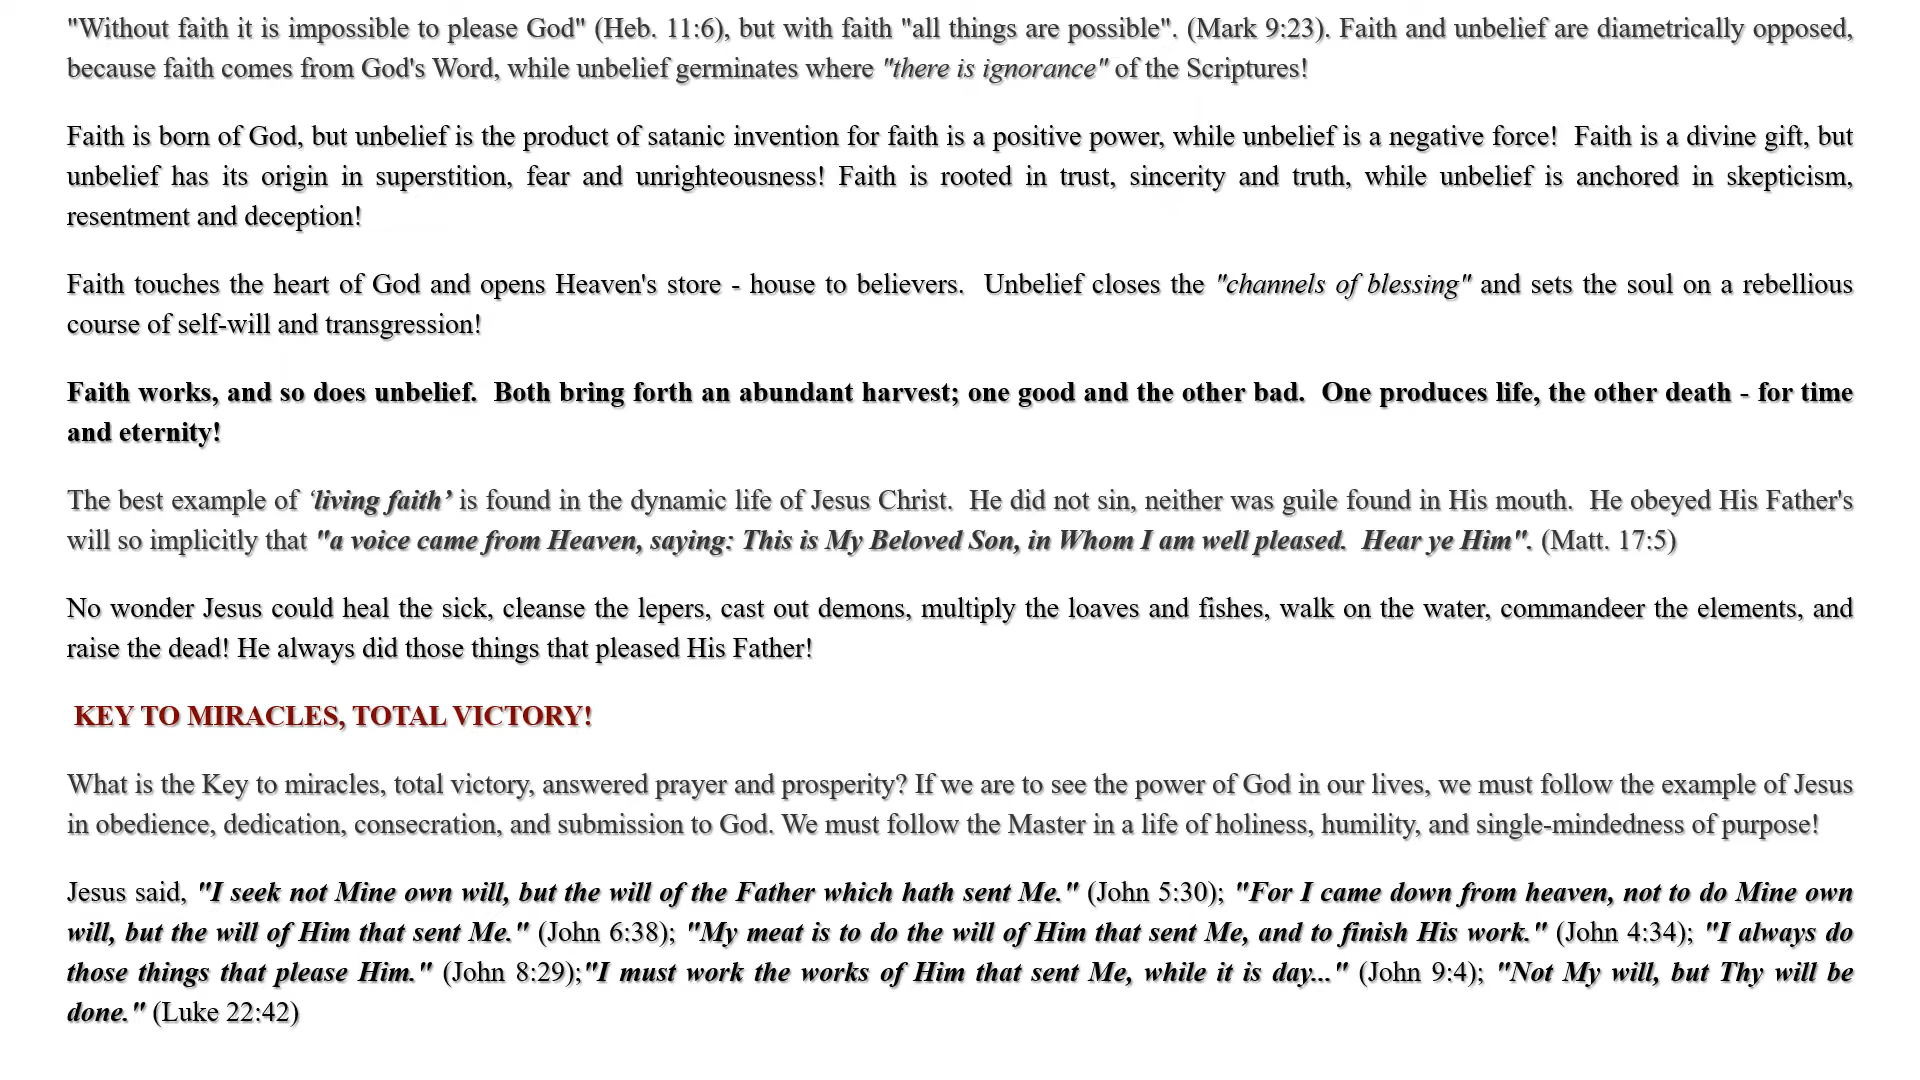 "Without faith it is impossible to please God" (Heb. 11:6), but with faith "all things are possible". (Mark 9:23). Faith and unbelief are diametrically opposed,
because faith comes from God's Word, while unbelief germinates where "there is ignorance" of the Scriptures!
Faith is born of God, but unbelief is the product of satanic invention for faith is a positive power, while unbelief is a negative force!  Faith is a divine gift, but
unbelief has its origin in superstition, fear and unrighteousness! Faith is rooted in trust, sincerity and truth, while unbelief is anchored in skepticism,
resentment and deception!
Faith touches the heart of God and opens Heaven's store - house to believers.  Unbelief closes the "channels of blessing" and sets the soul on a rebellious
course of self-will and transgression!
Faith works, and so does unbelief.  Both bring forth an abundant harvest; one good and the other bad.  One produces life, the other death - for time
and eternity!
The best example of ‘living faith’ is found in the dynamic life of Jesus Christ.  He did not sin, neither was guile found in His mouth.  He obeyed His Father's
will so implicitly that "a voice came from Heaven, saying: This is My Beloved Son, in Whom I am well pleased.  Hear ye Him". (Matt. 17:5)
No wonder Jesus could heal the sick, cleanse the lepers, cast out demons, multiply the loaves and fishes, walk on the water, commandeer the elements, and
raise the dead! He always did those things that pleased His Father!
KEY TO MIRACLES, TOTAL VICTORY!
What is the Key to miracles, total victory, answered prayer and prosperity? If we are to see the power of God in our lives, we must follow the example of Jesus
in obedience, dedication, consecration, and submission to God. We must follow the Master in a life of holiness, humility, and single-mindedness of purpose!
Jesus said, "I seek not Mine own will, but the will of the Father which hath sent Me." (John 5:30); "For I came down from heaven, not to do Mine own
will, but the will of Him that sent Me." (John 6:38); "My meat is to do the will of Him that sent Me, and to finish His work." (John 4:34); "I always do
those things that please Him." (John 8:29);"I must work the works of Him that sent Me, while it is day..." (John 9:4); "Not My will, but Thy will be
done." (Luke 22:42)